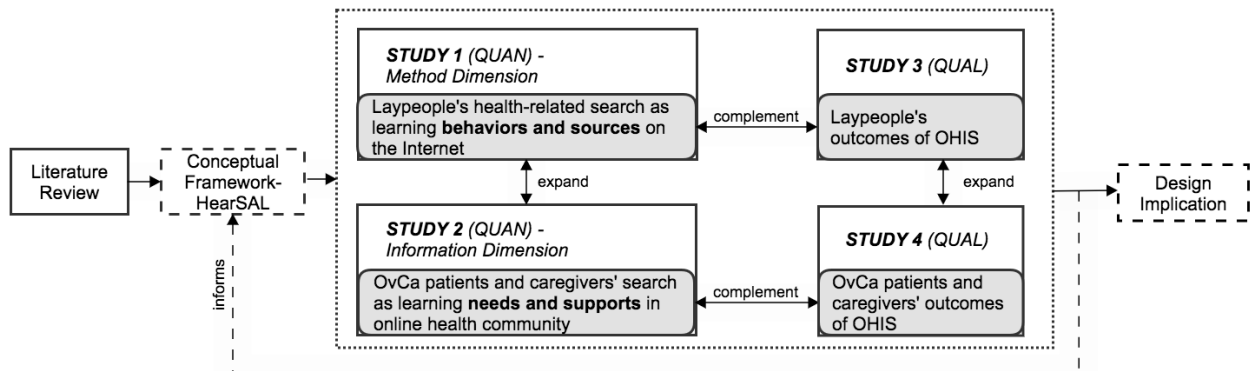 Literature
Review
Conceptual
Framework-
HearSAL
informs
STUDY 1 (QUAN) -
Method Dimension
Laypeople's health-related search as
learning behaviors and sources on
the Internet
complement
STUDY 3 (QUAL)
Laypeople's
outcomes of OHIS
expand
expand
STUDY 2 (QUAN) -
Information Dimension
OvCa patients and caregivers' search
as learning needs and supports in
online health community
complement
STUDY 4 (QUAL)
OvCa patients and
caregivers' outcomes
of OHIS
Design
Implication